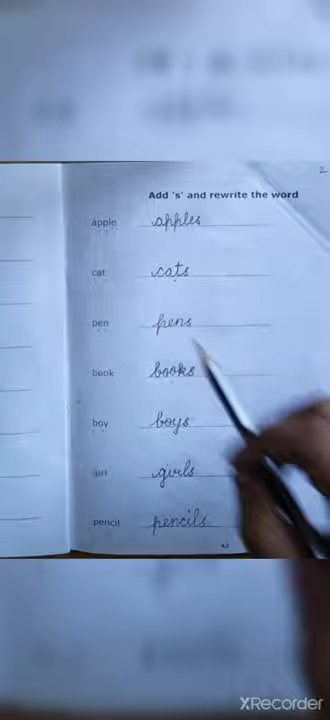 Add 's' and rewrite the word
apple apples
cat cats
pen pens
book books
boy boys
girl girls
pencil pencils
XRecorder